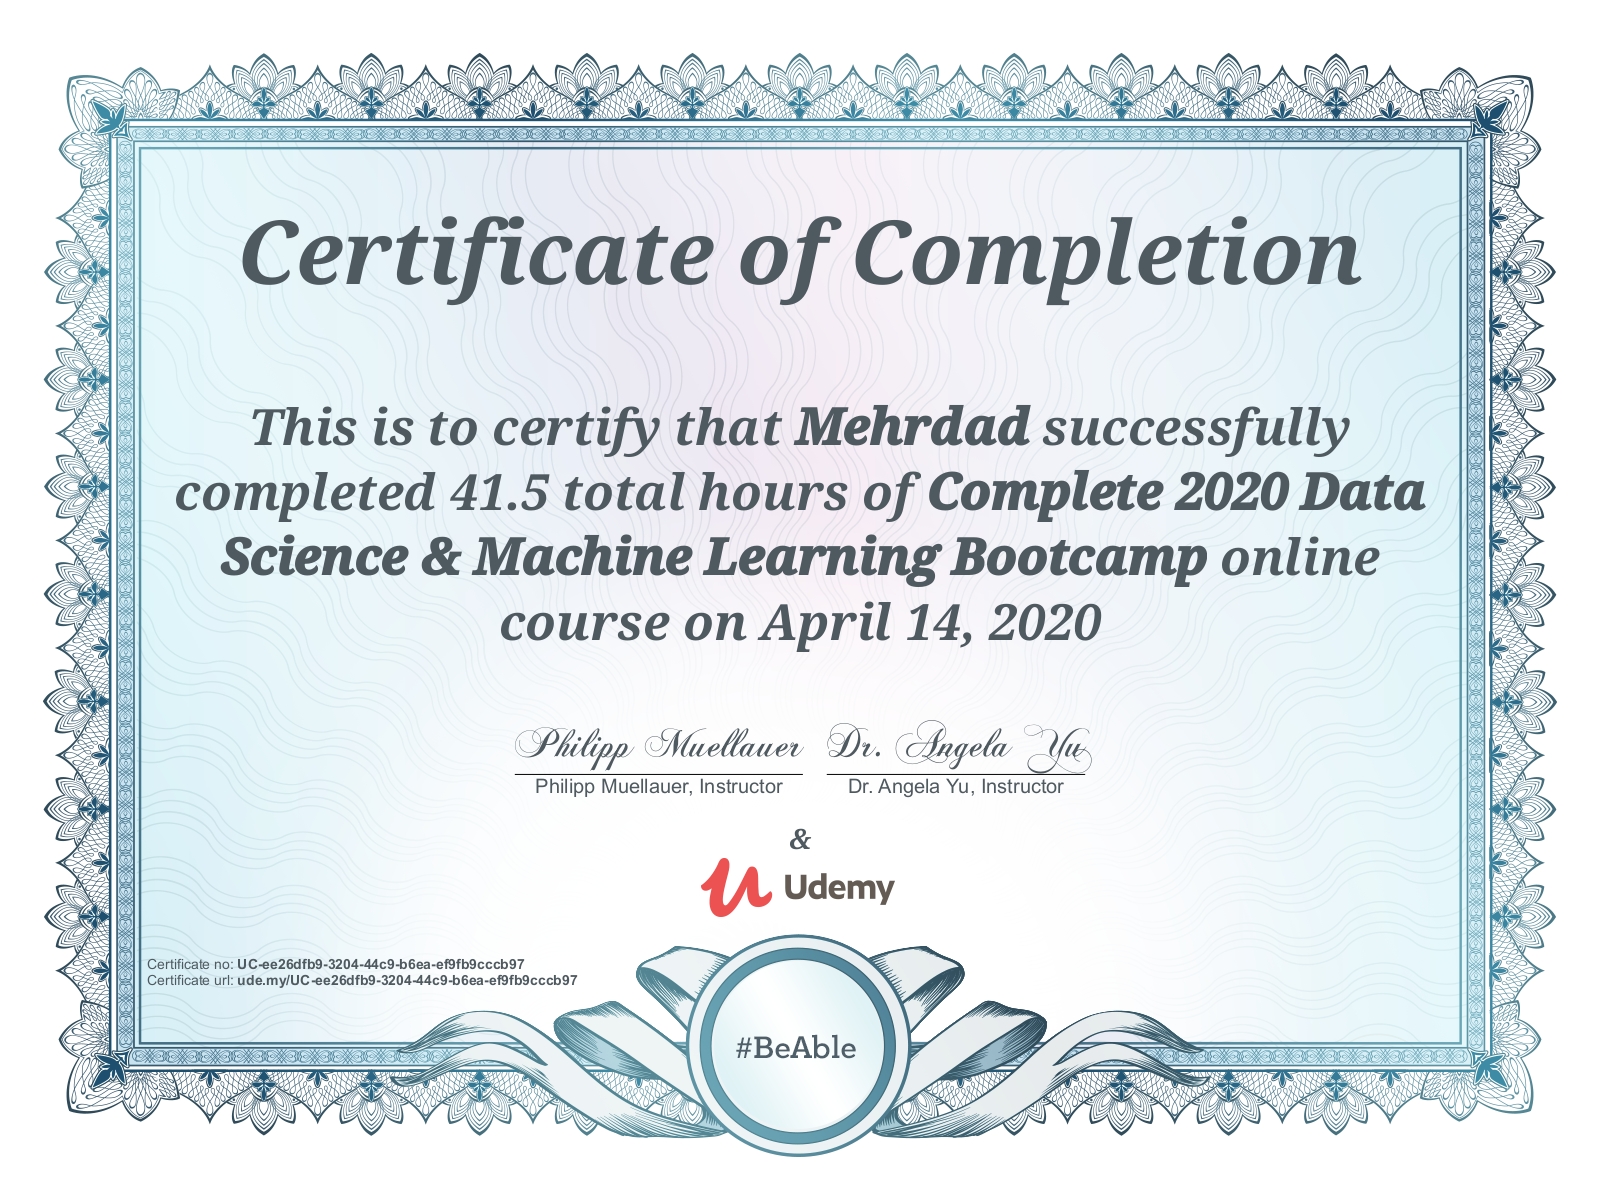 Certificate of Completion
This is to certify that Mehrdad successfully
completed 41.5 total hours of Complete 2020 Data
Science & Machine Learning Bootcamp online
course on April 14, 2020
Philipp Muellauer Dr. Angela Yu
Philipp Muellauer, Instructor Dr. Angela Yu, Instructor
&
Udemy
Certificate no: UC-ee26dfb9-3204-44c9-b6ea-ef9fb9cccb97
Certificate url: ude.my/UC-ee26dfb9-3204-44c9-b6ea-ef9fb9cccb97
#BeAble